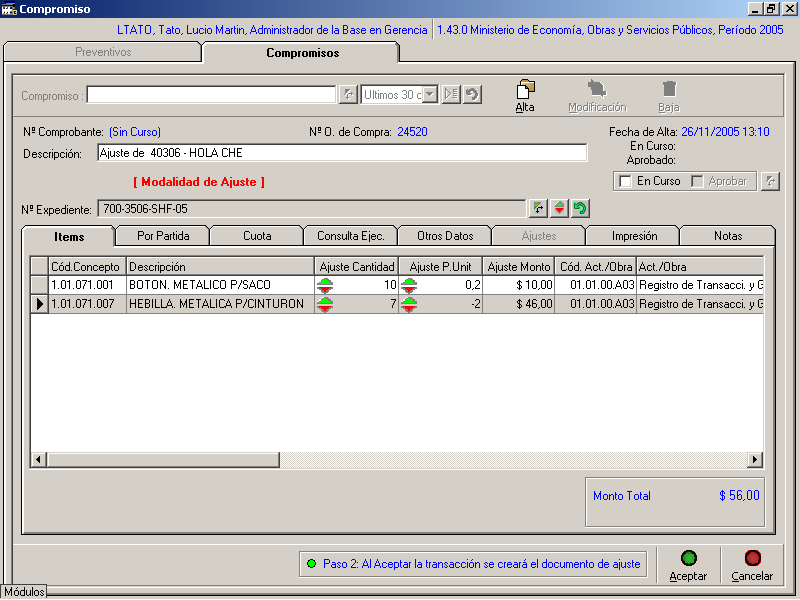 Compromiso
LTATO, Tato, Lucio Martin, Administrador de la Base en Gerencia 1.43.0 Ministerio de Economía, Obras y Servicios Públicos, Período 2005
Preventivos Compromisos
Compromiso : Ultimos 30 d
Alta Modificación Baja
Nº Comprobante: (Sin Curso) Nº O. de Compra: 24520 Fecha de Alta: 26/11/2005 13:10
En Curso:
Aprobado:
Descripción: Ajuste de 40306 - HOLA CHE
[ Modalidad de Ajuste ] En Curso Aprobar
Nº Expediente: 700-3506-SHF-05
Items Por Partida Cuota Consulta Ejec. Otros Datos Ajustes Impresión Notas
Cód.Concepto Descripción Ajuste Cantidad Ajuste P.Unit Ajuste Monto Cód. Act./Obra Act./Obra
1.01.071.001 BOTON. METALICO P/SACO 10 0,2 $ 10,00 01.01.00.A03 Registro de Transacci. y G
1.01.071.007 HEBILLA. METALICA P/CINTURON 7 -2 $ 46,00 01.01.00.A03 Registro de Transacci. y G
Monto Total $ 56,00
Paso 2: Al Aceptar la transacción se creará el documento de ajuste
Aceptar Cancelar
Módulos